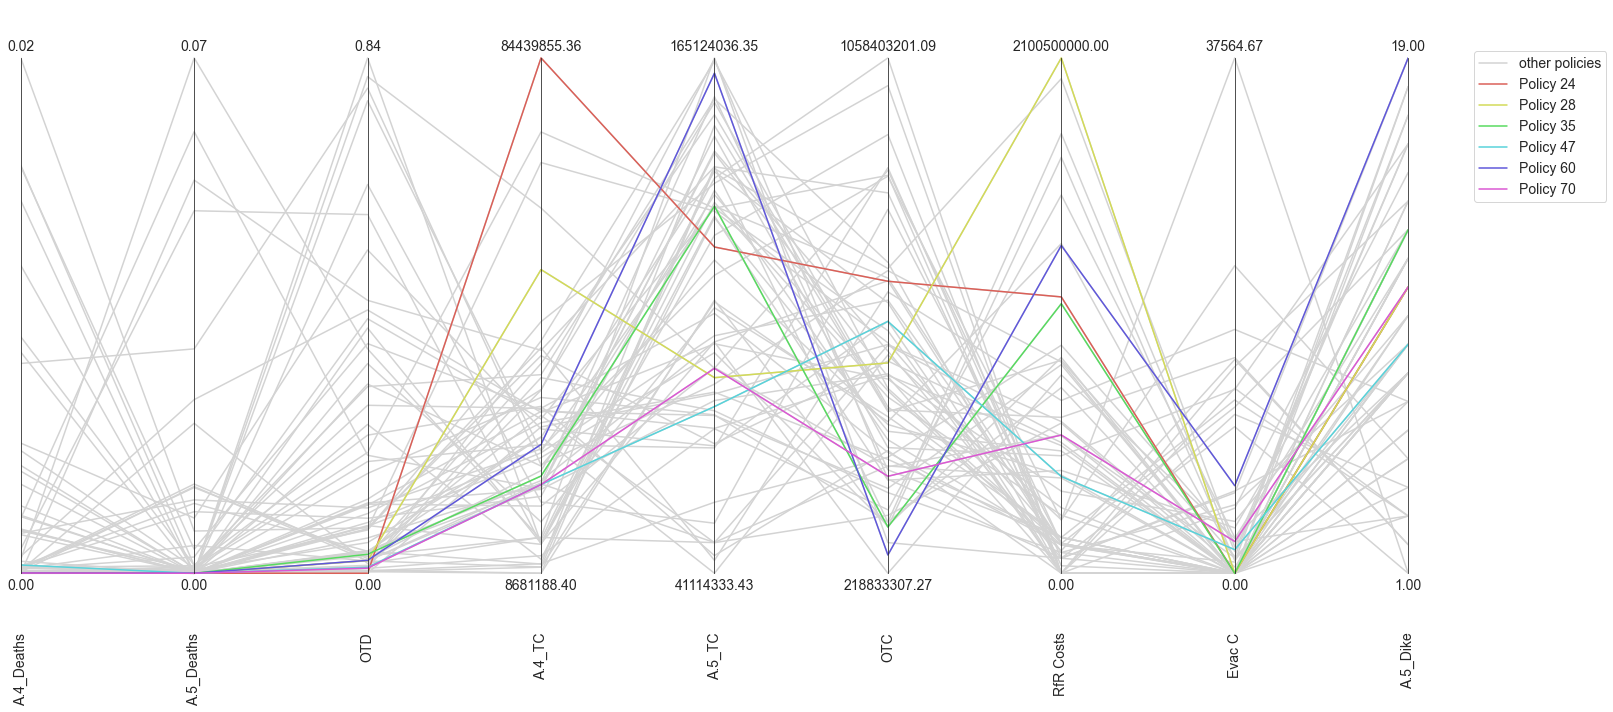 0.02
0.07
0.84
84439855.36
165124036.35
1058403201.09
2100500000.00
37564.67
19.00
other policies
Policy 24
Policy 28
Policy 35
Policy 47
Policy 60
Policy 70
0.00
0.00
0.00
8681188.40
41114333.43
218833307.27
0.00
0.00
1.00
A.4_Deaths
A.5_Deaths
OTD
A.4_TC
A.5_TC
OTC
RfR Costs
Evac C
A.5_Dike